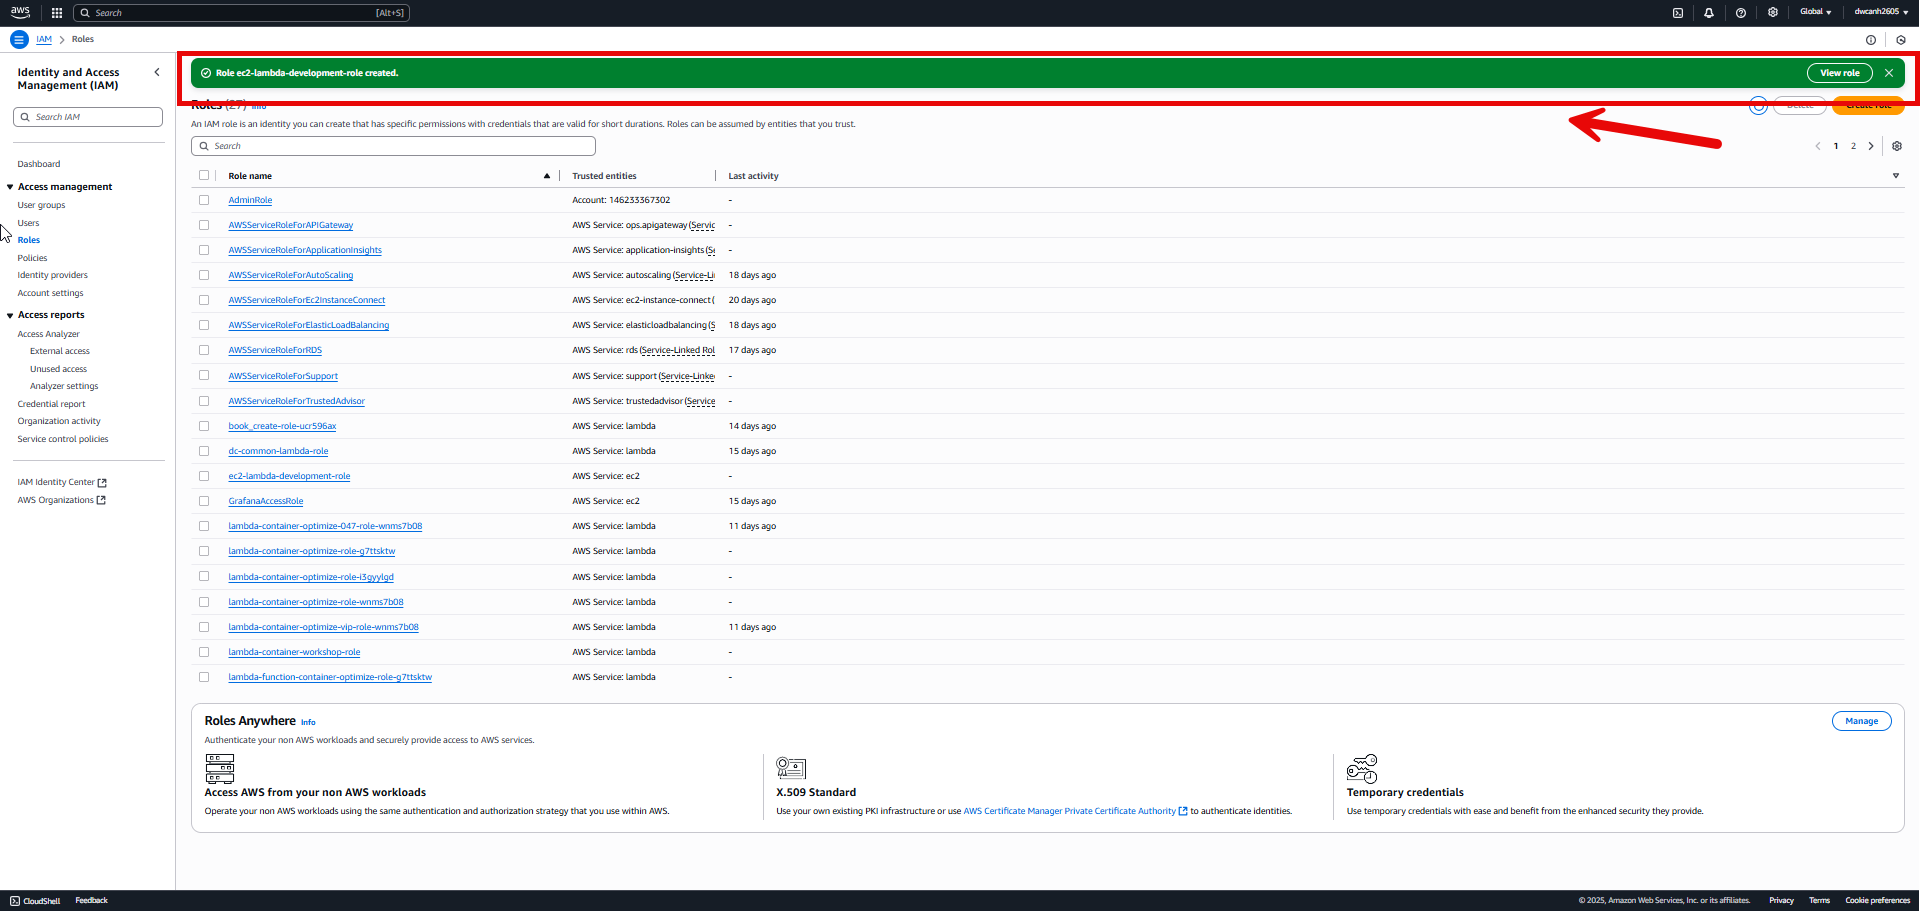 aws
Search [Alt+S]
Global
dwcanh2605
IAM > Roles
Identity and Access Management (IAM)
Search IAM
Dashboard
Access management
User groups
Users
Roles
Policies
Identity providers
Account settings
Access reports
Access Analyzer
External access
Unused access
Analyzer settings
Credential report
Organization activity
Service control policies
IAM Identity Center
AWS Organizations
Role ec2-lambda-development-role created.
View role
Roles (27) Info
Delete
Create role
An IAM role is an identity you can create that has specific permissions with credentials that are valid for short durations. Roles can be assumed by entities that you trust.
Search
1 2
Role name Trusted entities Last activity
AdminRole Account: 146233367302 -
AWSServiceRoleForAPIGateway AWS Service: ops.apigateway (Servic -
AWSServiceRoleForApplicationInsights AWS Service: application-insights (Se -
AWSServiceRoleForAutoScaling AWS Service: autoscaling (Service-Li 18 days ago
AWSServiceRoleForEc2InstanceConnect AWS Service: ec2-instance-connect ( 20 days ago
AWSServiceRoleForElasticLoadBalancing AWS Service: elasticloadbalancing (S 18 days ago
AWSServiceRoleForRDS AWS Service: rds (Service-Linked Rol 17 days ago
AWSServiceRoleForSupport AWS Service: support (Service-Linke -
AWSServiceRoleForTrustedAdvisor AWS Service: trustedadvisor (Service -
book_create-role-ucr596ax AWS Service: lambda 14 days ago
dc-common-lambda-role AWS Service: lambda 15 days ago
ec2-lambda-development-role AWS Service: ec2 -
GrafanaAccessRole AWS Service: ec2 15 days ago
lambda-container-optimize-047-role-wnms7b08 AWS Service: lambda 11 days ago
lambda-container-optimize-role-g7ttsktw AWS Service: lambda -
lambda-container-optimize-role-i3gyylgd AWS Service: lambda -
lambda-container-optimize-role-wnms7b08 AWS Service: lambda -
lambda-container-optimize-vip-role-wnms7b08 AWS Service: lambda 11 days ago
lambda-container-workshop-role AWS Service: lambda -
lambda-function-container-optimize-role-g7ttsktw AWS Service: lambda -
Roles Anywhere Info
Manage
Authenticate your non AWS workloads and securely provide access to AWS services.
Access AWS from your non AWS workloads
Operate your non AWS workloads using the same authentication and authorization strategy that you use within AWS.
X.509 Standard
Use your own existing PKI infrastructure or use AWS Certificate Manager Private Certificate Authority to authenticate identities.
Temporary credentials
Use temporary credentials with ease and benefit from the enhanced security they provide.
CloudShell Feedback
© 2025, Amazon Web Services, Inc. or its affiliates. Privacy Terms Cookie preferences